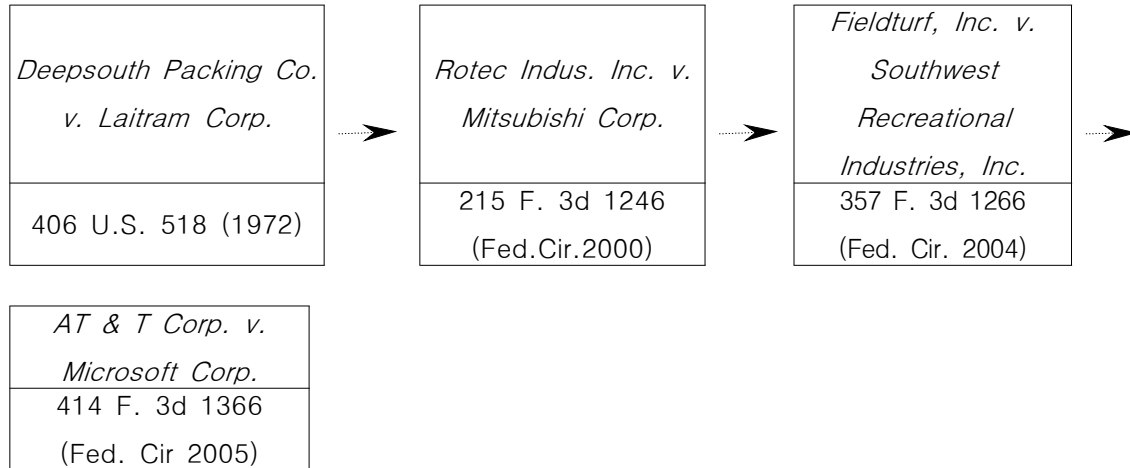 Deepsouth Packing Co.
v. Laitram Corp.
406 U.S. 518 (1972)
Rotec Indus. Inc. v.
Mitsubishi Corp.
215 F. 3d 1246
(Fed.Cir.2000)
Fieldturf, Inc. v.
Southwest
Recreational
Industries, Inc.
357 F. 3d 1266
(Fed. Cir. 2004)
AT & T Corp. v.
Microsoft Corp.
414 F. 3d 1366
(Fed. Cir 2005)